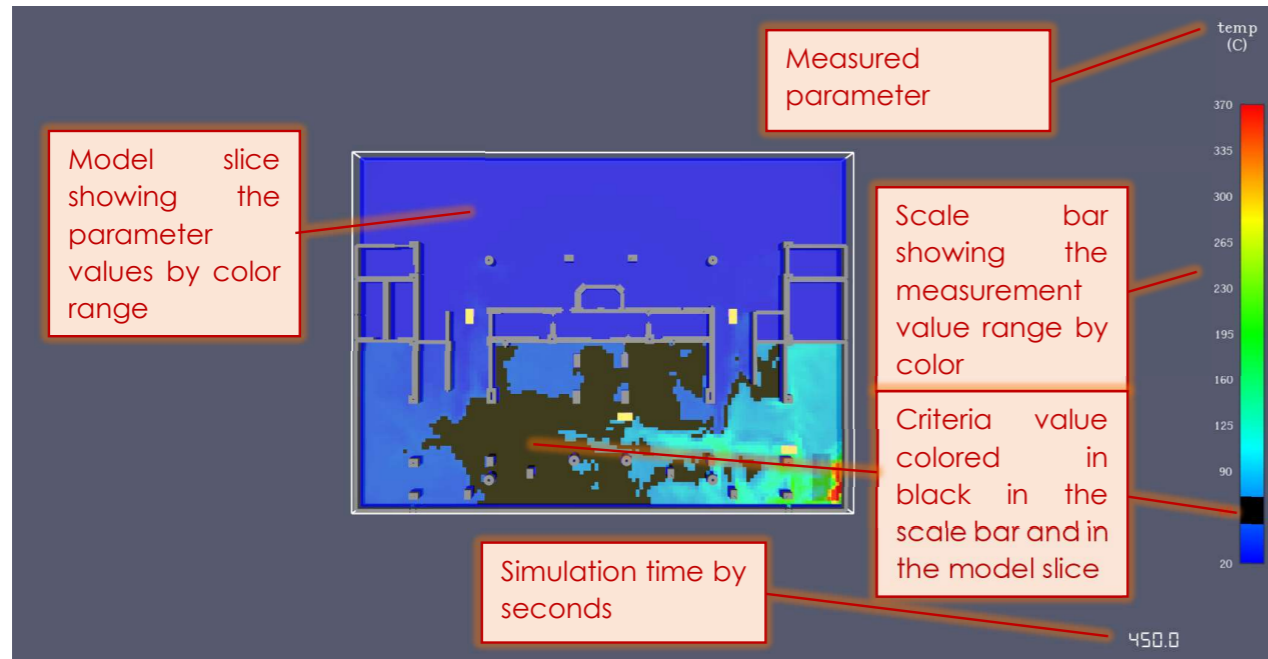 temp
(C)
Measured
parameter
370
335
300
265
230
195
160
125
90
20
Model slice
showing the
parameter
values by color
range
Scale bar
showing the
measurement
value range by
color
Criteria value
colored in
black in the
scale bar and in
the model slice
Simulation time by
seconds
450.0